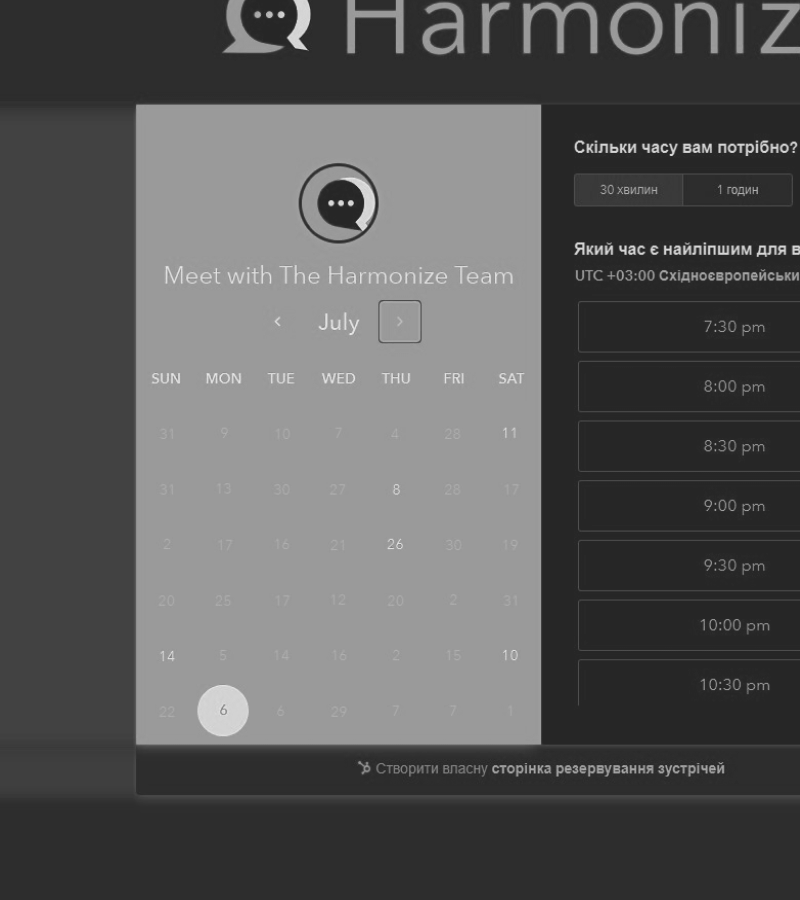 Harmoniz
Meet with The Harmonize Team
July
SUN MON TUE WED THU FRI SAT
31 9 10 7 4 28 11
31 13 30 27 8 28 17
2 17 16 21 26 30 19
20 25 17 12 20 2 31
14 5 14 16 2 15 10
22 6 6 29 7 7 1
Скільки часу вам потрібно?
30 хвилин 1 годин
Який час є найліпшим для в
UTC +03:00 Східноєвропейськи
7:30 pm
8:00 pm
8:30 pm
9:00 pm
9:30 pm
10:00 pm
10:30 pm
Створити власну сторінка резервування зустрічей